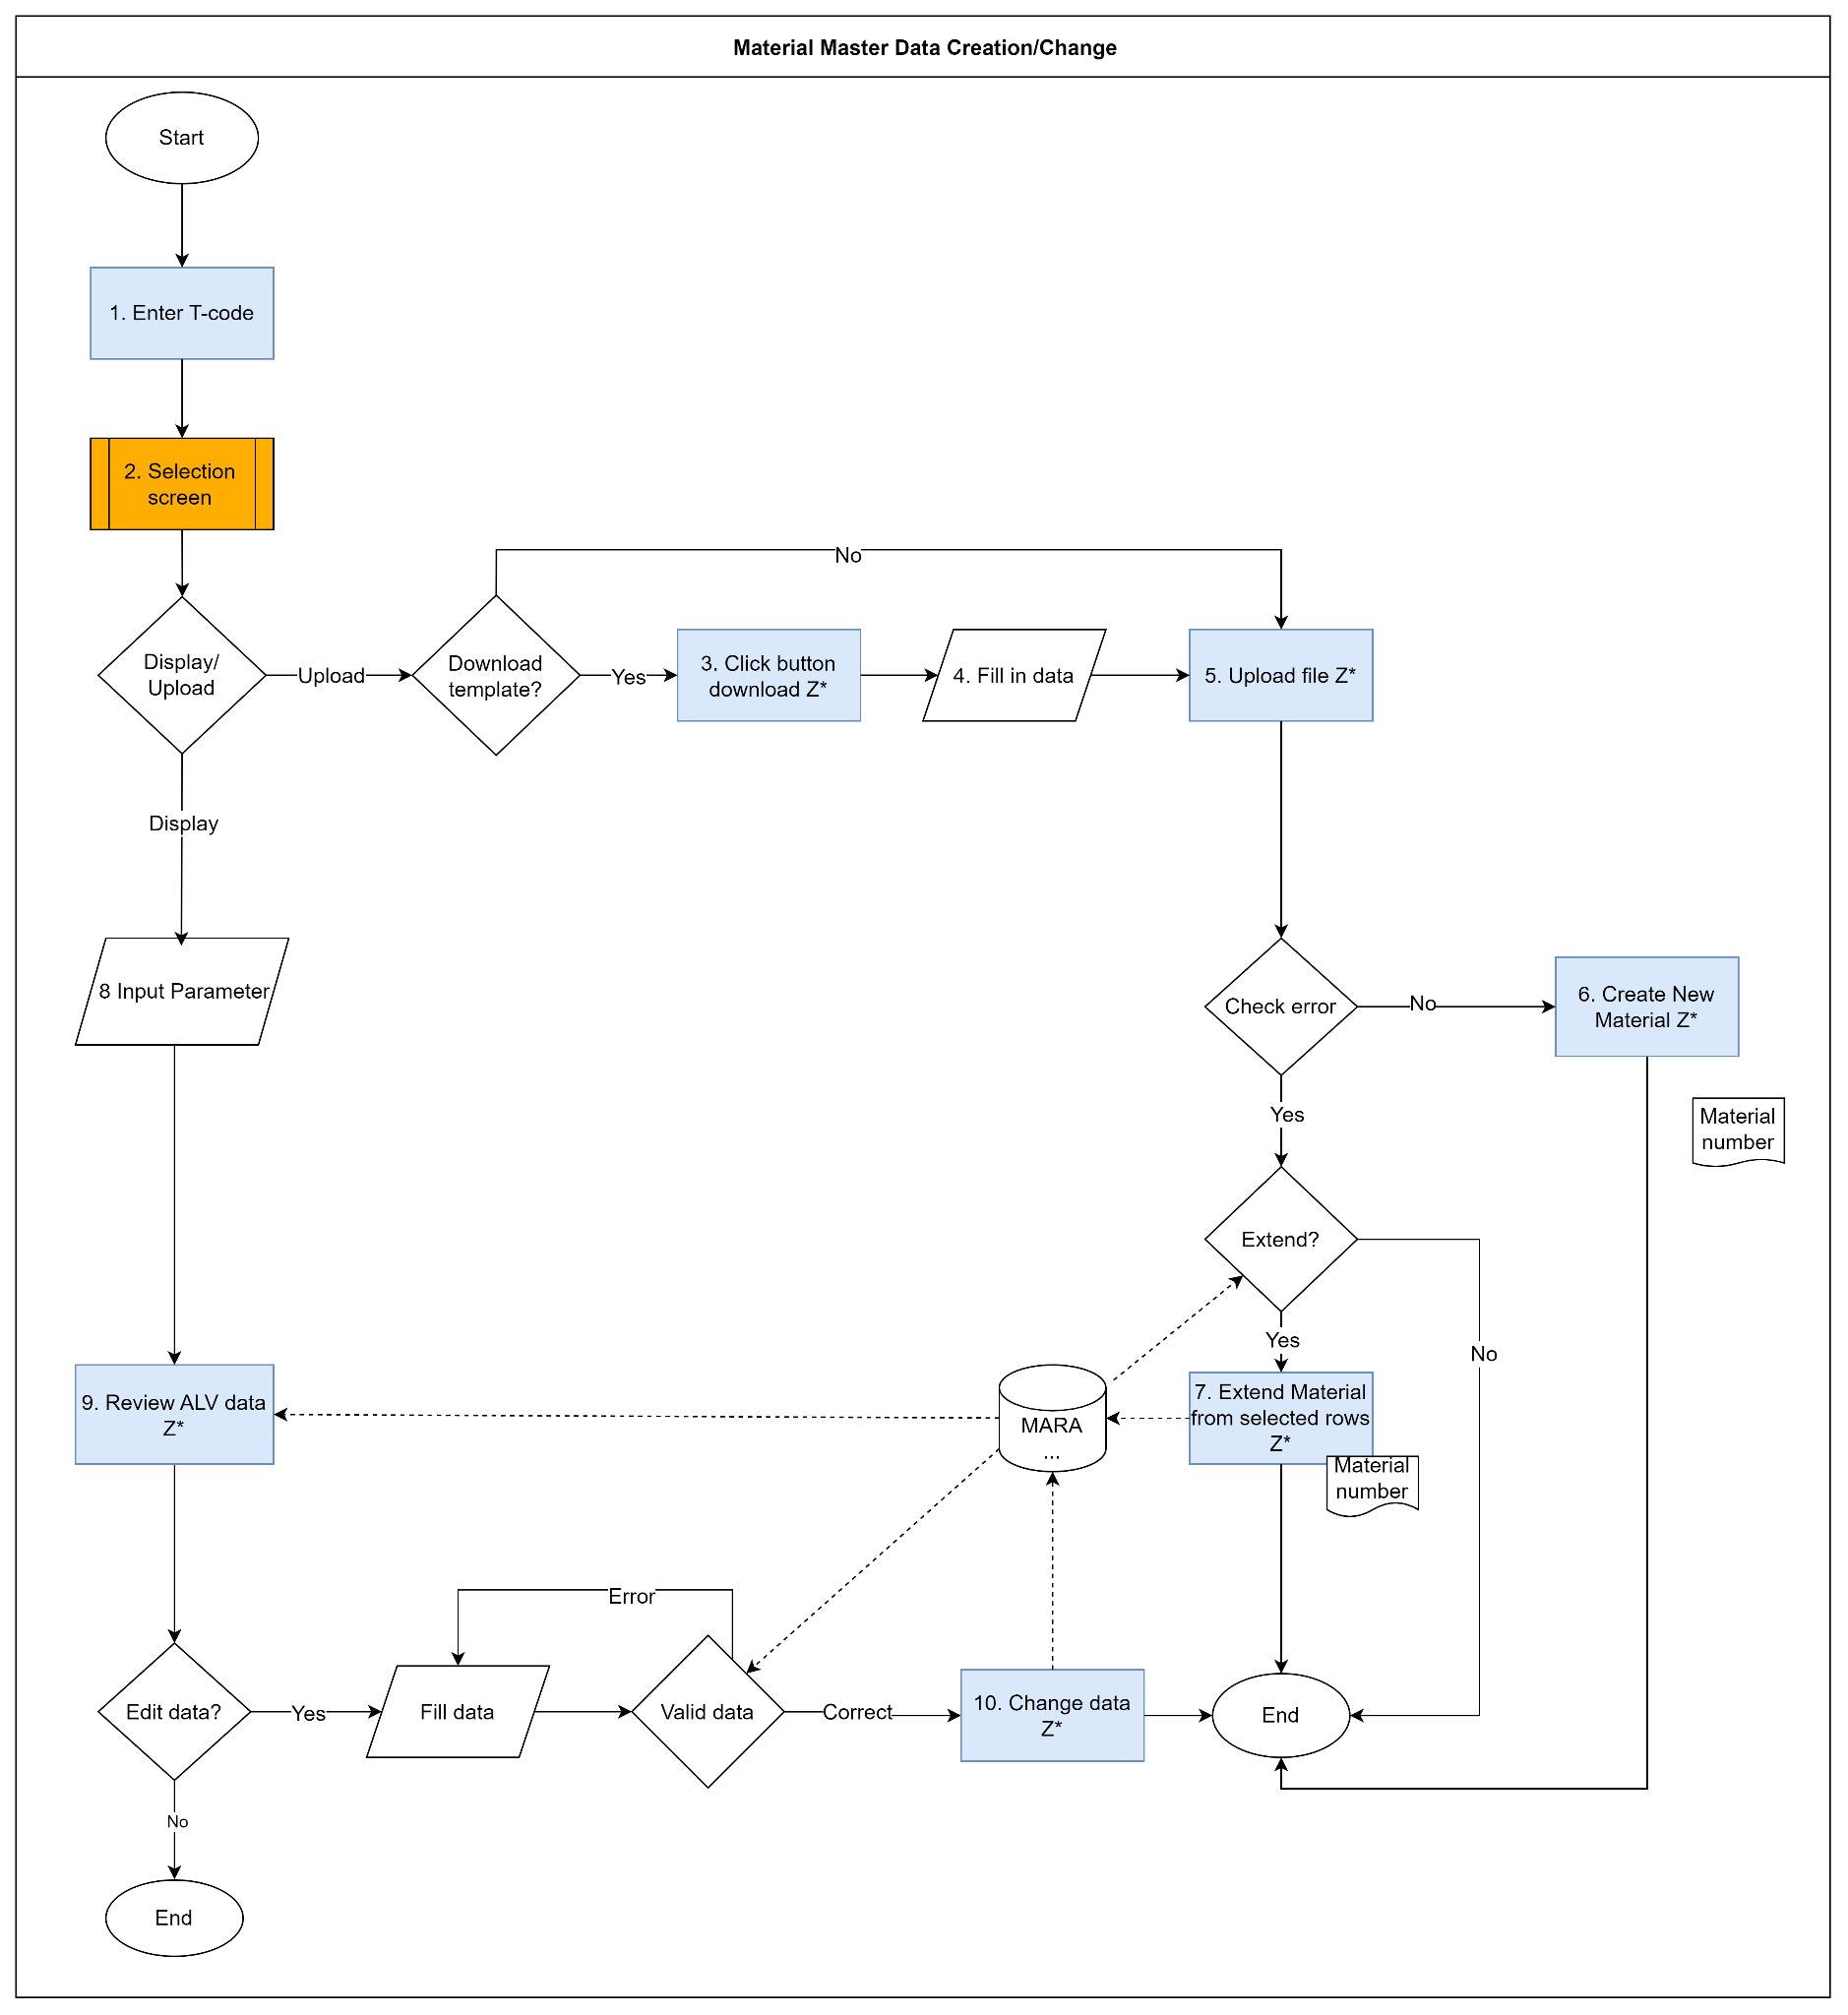 Material Master Data Creation/Change
Start
1. Enter T-code
2. Selection
screen
No
Display/
Upload
Upload
Download
template?
Yes
3. Click button
download Z*
4. Fill in data
5. Upload file Z*
Display
8 Input Parameter
Check error
No
6. Create New
Material Z*
Yes
Material
number
Extend?
Yes
No
9. Review ALV data
Z*
MARA
...
7. Extend Material
from selected rows
Z*
Material
number
Error
Edit data?
Yes
Fill data
Valid data
Correct
10. Change data
Z*
End
No
End